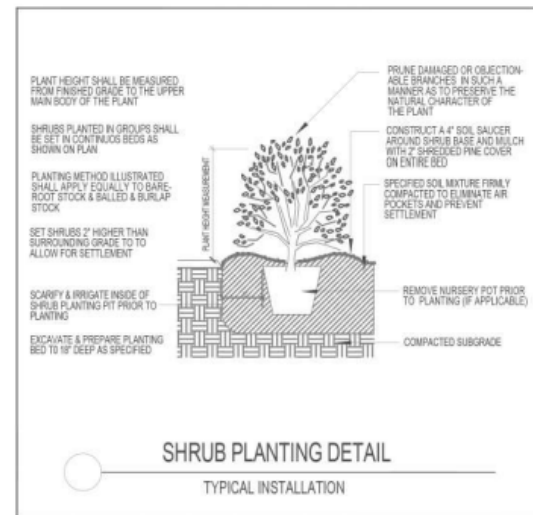 PLANT HEIGHT SHALL BE MEASURED
FROM FINISHED GRADE TO THE UPPER
MAIN BODY OF THE PLANT
SHRUBS PLANTED IN GROUPS SHALL
BE SET IN CONTINUOS BEDS AS
SHOWN ON PLAN
PLANTING METHOD ILLUSTRATED
SHALL APPLY EQUALLY TO BARE-
ROOT STOCK & BALLED & BURLAP
STOCK
SET SHRUBS 2" HIGHER THAN
SURROUNDING GRADE TO TO
ALLOW FOR SETTLEMENT
SCARIFY & IRRIGATE INSIDE OF
SHRUB PLANTING PIT PRIOR TO
PLANTING
EXCAVATE & PREPARE PLANTING
BED TO 18" DEEP AS SPECIFIED
PLANT HEIGHT MEASUREMENT
PRUNE DAMAGED OR OBJECTION-
ABLE BRANCHES IN SUCH A
MANNER AS TO PRESERVE THE
NATURAL CHARACTER OF
THE PLANT
CONSTRUCT A 4" SOIL SAUCER
AROUND SHRUB BASE AND MULCH
WITH 2" SHREDDED PINE COVER
ON ENTIRE BED
SPECIFIED SOIL MIXTURE FIRMLY
COMPACTED TO ELIMINATE AIR
POCKETS AND PREVENT
SETTLEMENT
REMOVE NURSERY POT PRIOR
TO PLANTING (IF APPLICABLE)
COMPACTED SUBGRADE
SHRUB PLANTING DETAIL
TYPICAL INSTALLATION